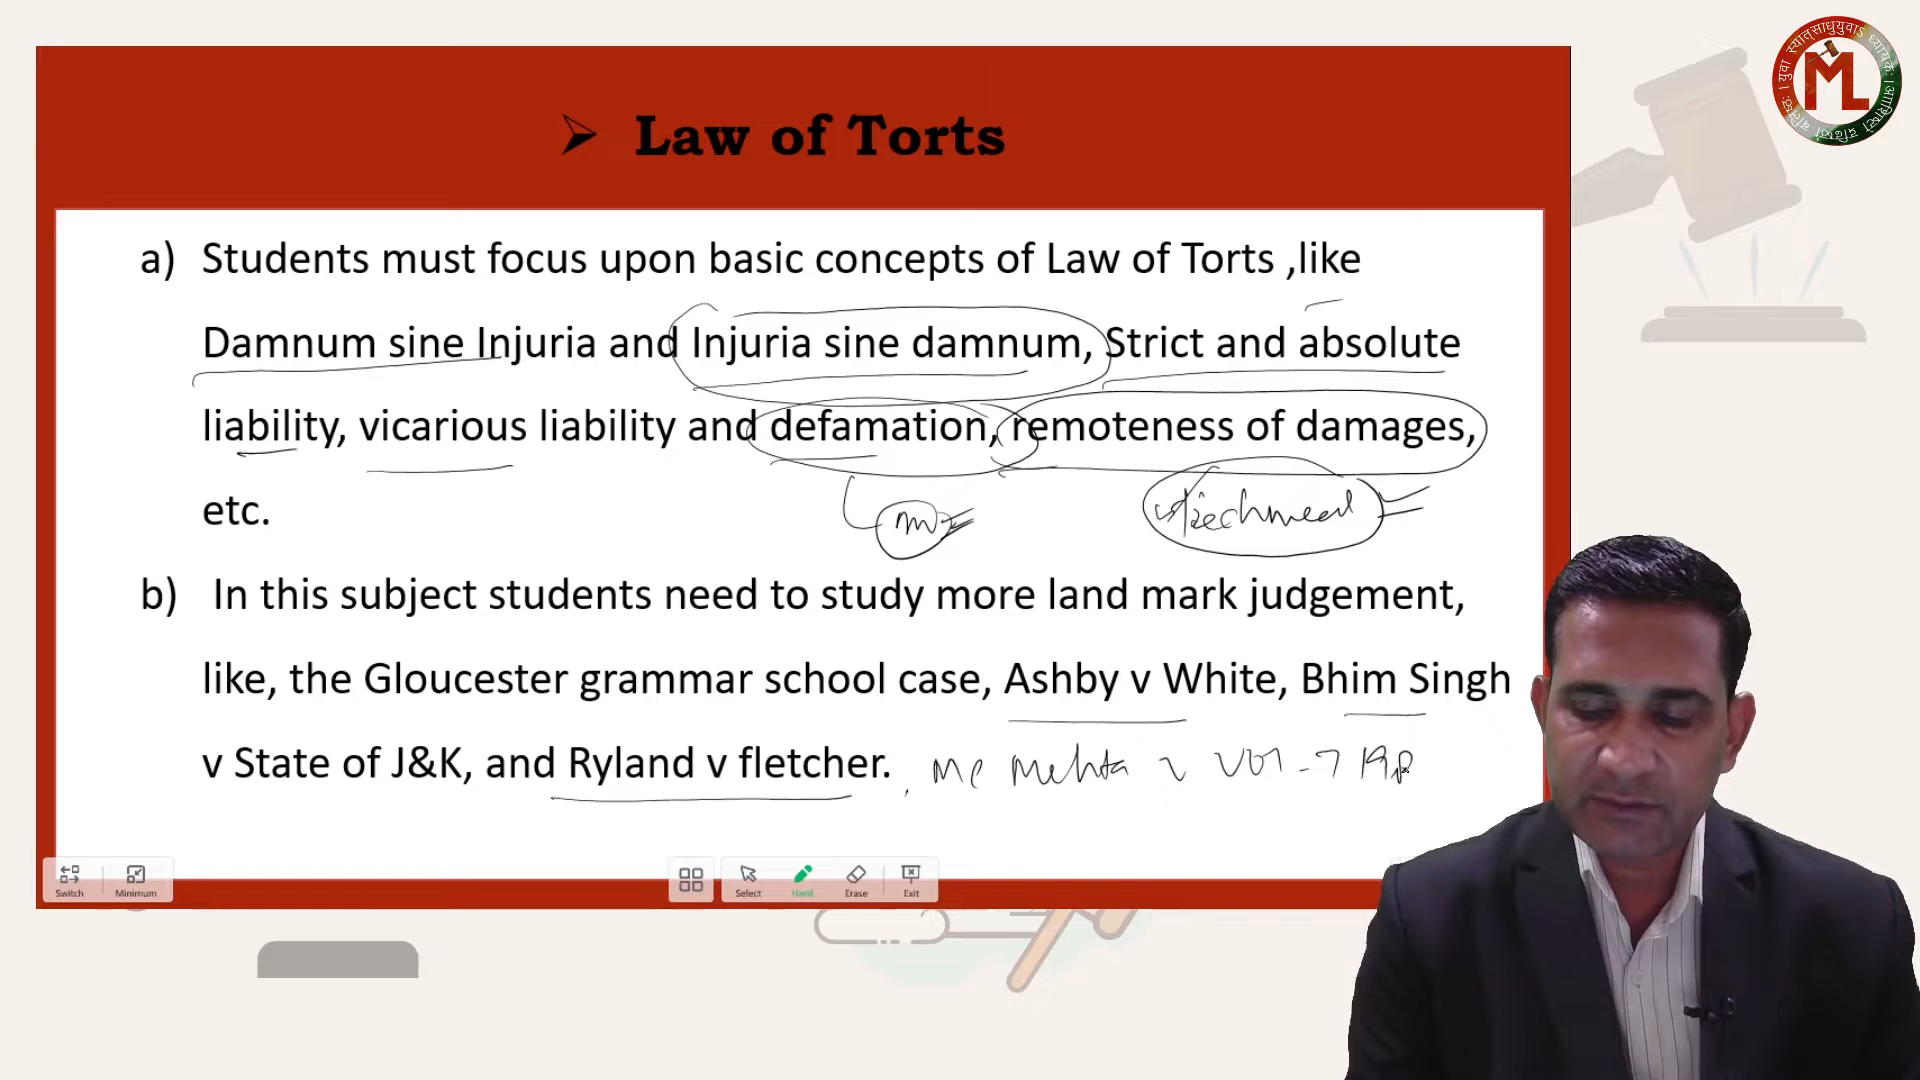 ➤ Law of Torts
a) Students must focus upon basic concepts of Law of Torts ,like
Damnum sine Injuria and Injuria sine damnum, Strict and absolute
liability, vicarious liability and defamation, remoteness of damages,
etc.
b) In this subject students need to study more land mark judgement,
like, the Gloucester grammar school case, Ashby v White, Bhim Singh
v State of J&K, and Ryland v fletcher. , MC Mehta v
Switch Minimum Select Hand Erase Exit
ML